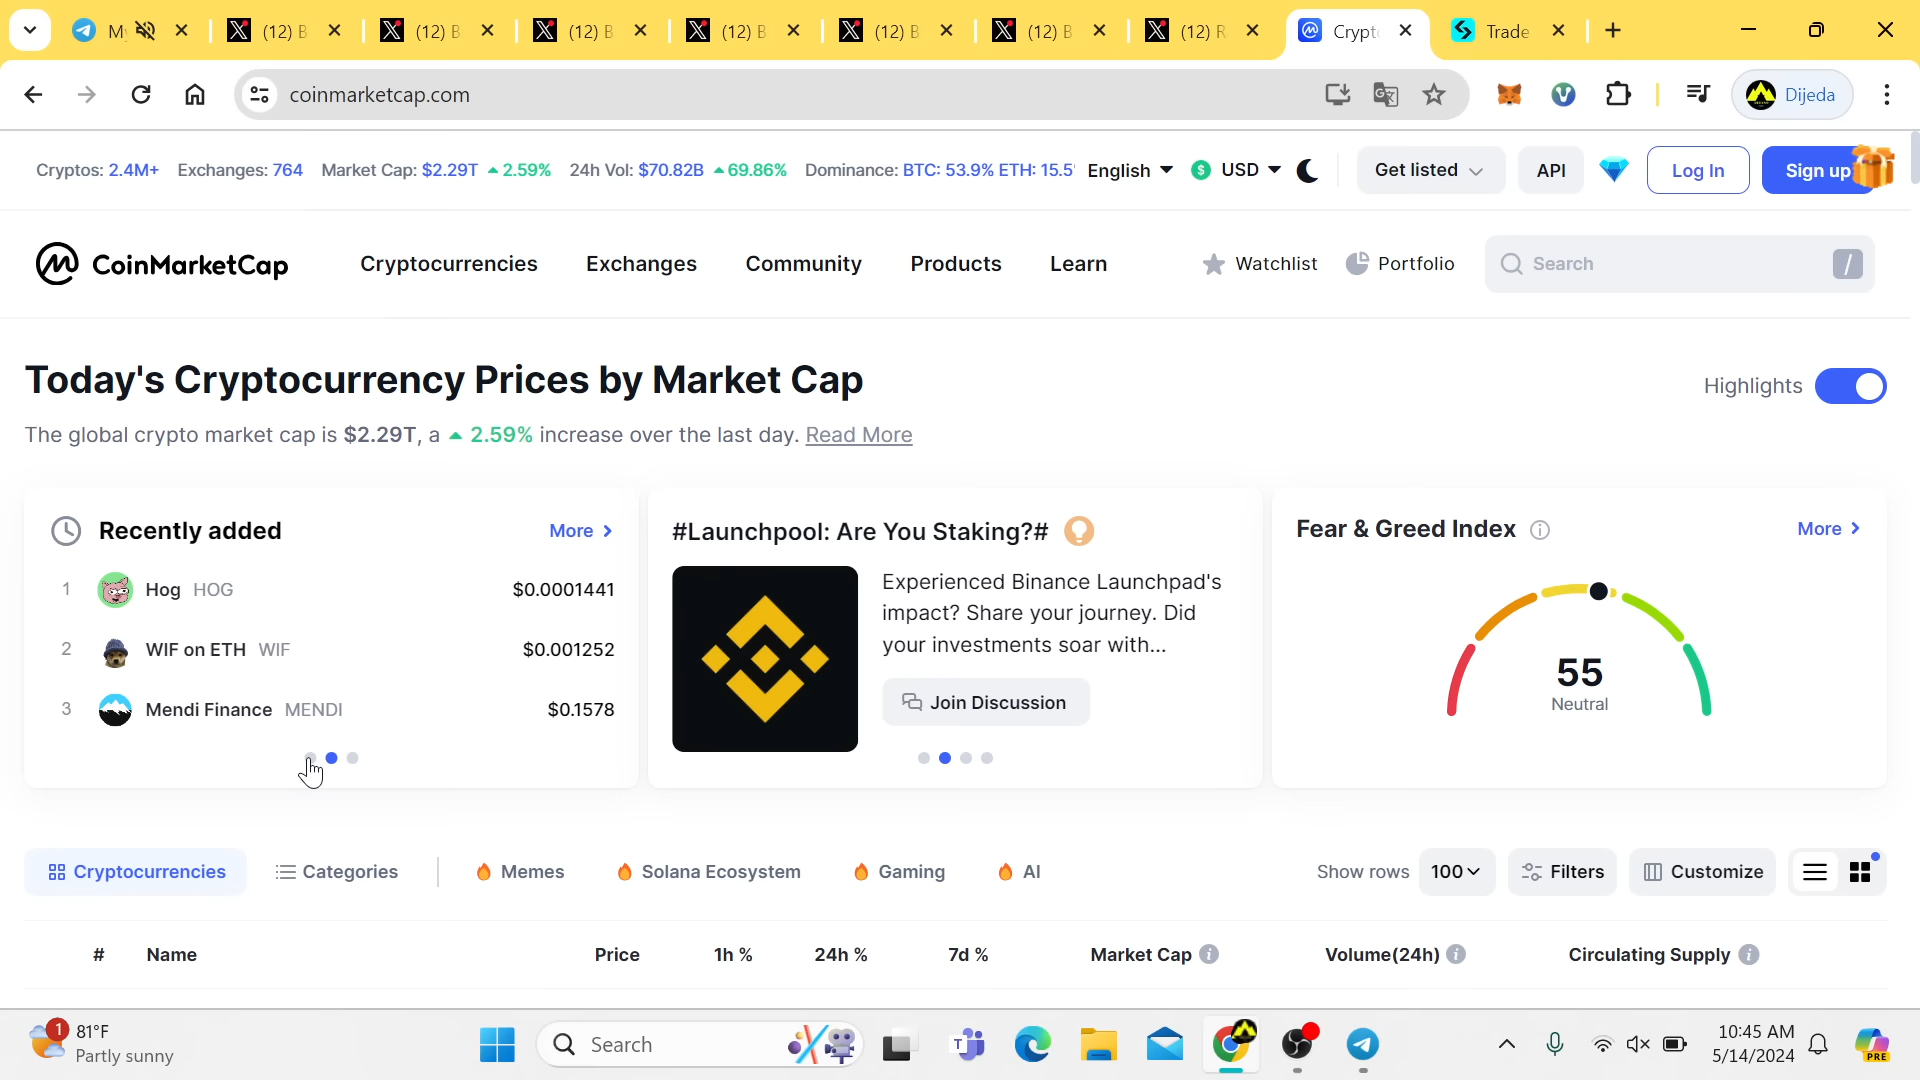 M
(12) B
(12) B
(12) B
(12) B
(12) B
(12) B
(12) R
Crypt
Trade
coinmarketcap.com
Dijeda
Cryptos: 2.4M+ Exchanges: 764 Market Cap: $2.29T 2.59% 24h Vol: $70.82B 69.86% Dominance: BTC: 53.9% ETH: 15.5
English USD Get listed API Log In Sign up
CoinMarketCap
Cryptocurrencies Exchanges Community Products Learn Watchlist Portfolio Search /
Today's Cryptocurrency Prices by Market Cap
Highlights
The global crypto market cap is $2.29T, a 2.59% increase over the last day. Read More
Recently added More
1 Hog HOG $0.0001441
2 WIF on ETH WIF $0.001252
3 Mendi Finance MENDI $0.1578
#Launchpool: Are You Staking?#
Experienced Binance Launchpad's
impact? Share your journey. Did
your investments soar with...
Join Discussion
Fear & Greed Index More
55
Neutral
Cryptocurrencies Categories Memes Solana Ecosystem Gaming AI Show rows 100 Filters Customize
# Name Price 1h % 24h % 7d % Market Cap Volume(24h) Circulating Supply
1
81°F
Partly sunny
Search
10:45 AM
5/14/2024
PRE